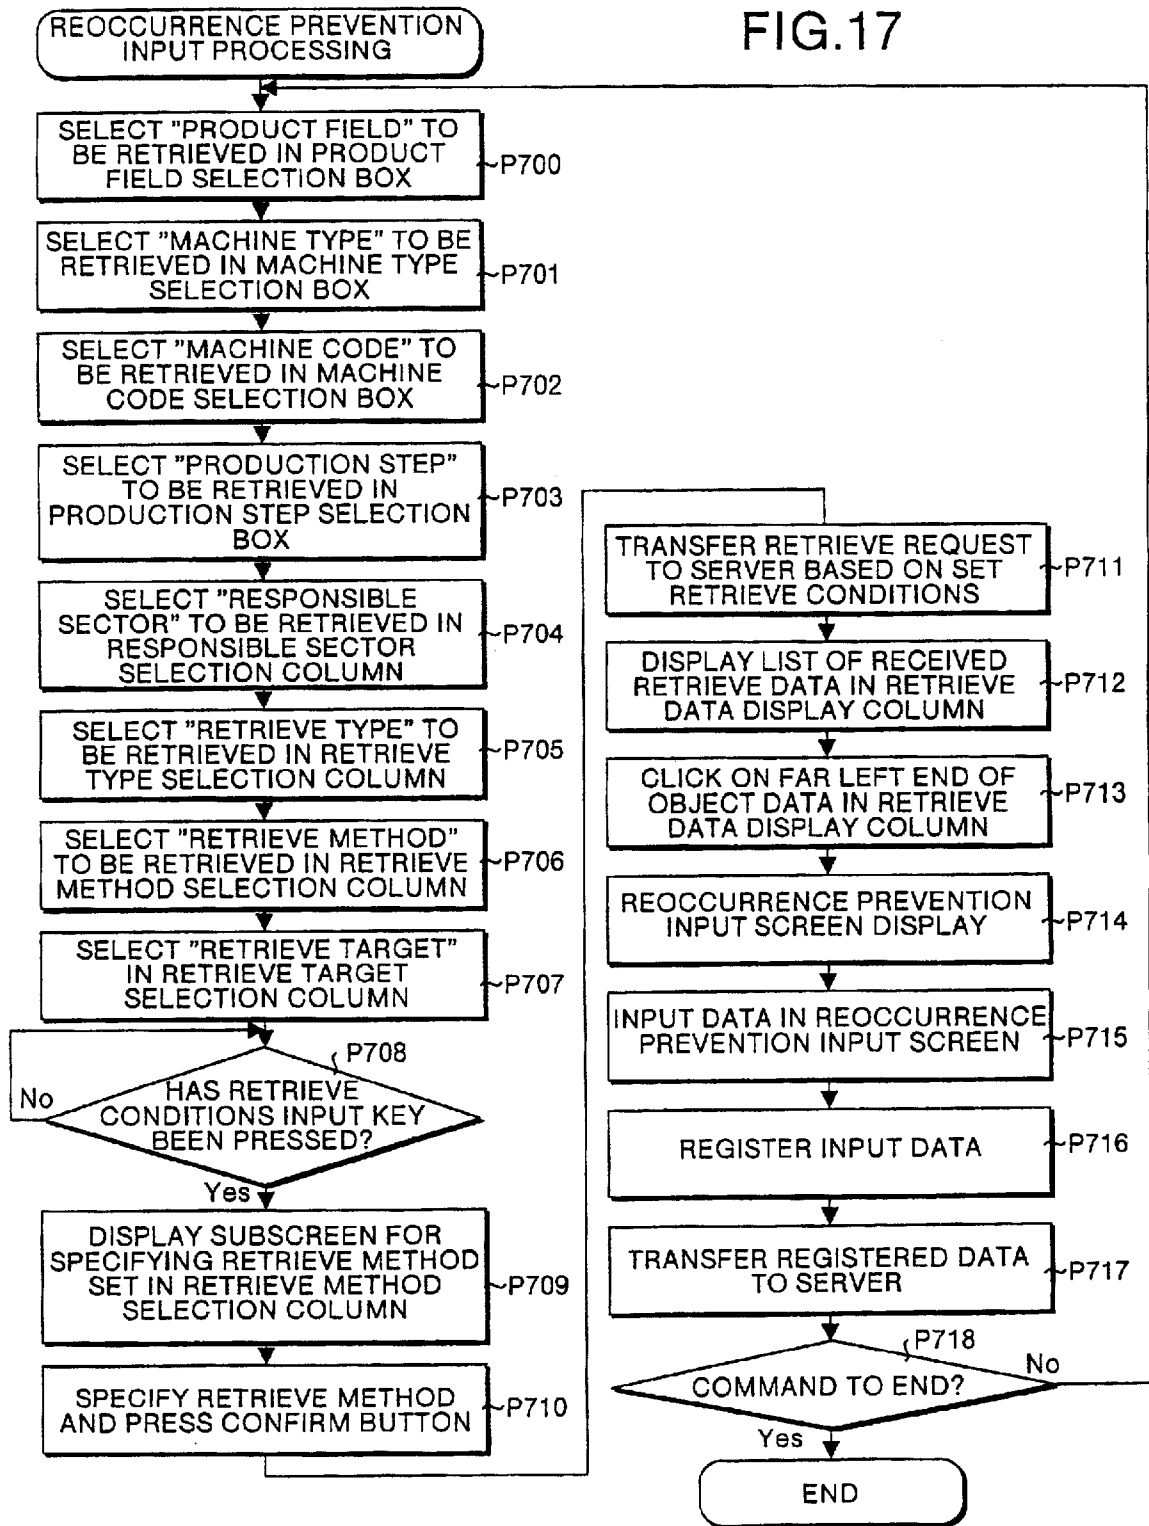 FIG.17
REOCCURRENCE PREVENTION
INPUT PROCESSING
SELECT "PRODUCT FIELD" TO
BE RETRIEVED IN PRODUCT
FIELD SELECTION BOX
P700
SELECT "MACHINE TYPE" TO BE
RETRIEVED IN MACHINE TYPE
SELECTION BOX
P701
SELECT "MACHINE CODE" TO
BE RETRIEVED IN MACHINE
CODE SELECTION BOX
P702
SELECT "PRODUCTION STEP"
TO BE RETRIEVED IN
PRODUCTION STEP SELECTION
BOX
P703
SELECT "RESPONSIBLE
SECTOR" TO BE RETRIEVED IN
RESPONSIBLE SECTOR
SELECTION COLUMN
P704
SELECT "RETRIEVE TYPE" TO
BE RETRIEVED IN RETRIEVE
TYPE SELECTION COLUMN
P705
SELECT "RETRIEVE METHOD"
TO BE RETRIEVED IN RETRIEVE
METHOD SELECTION COLUMN
P706
SELECT "RETRIEVE TARGET"
IN RETRIEVE TARGET
SELECTION COLUMN
P707
P708
HAS RETRIEVE
CONDITIONS INPUT KEY
BEEN PRESSED?
No
Yes
DISPLAY SUBSCREEN FOR
SPECIFYING RETRIEVE METHOD
SET IN RETRIEVE METHOD
SELECTION COLUMN
P709
SPECIFY RETRIEVE METHOD
AND PRESS CONFIRM BUTTON
P710
TRANSFER RETRIEVE REQUEST
TO SERVER BASED ON SET
RETRIEVE CONDITIONS
P711
DISPLAY LIST OF RECEIVED
RETRIEVE DATA IN RETRIEVE
DATA DISPLAY COLUMN
P712
CLICK ON FAR LEFT END OF
OBJECT DATA IN RETRIEVE
DATA DISPLAY COLUMN
P713
REOCCURRENCE PREVENTION
INPUT SCREEN DISPLAY
P714
INPUT DATA IN REOCCURRENCE
PREVENTION INPUT SCREEN
P715
REGISTER INPUT DATA
P716
TRANSFER REGISTERED DATA
TO SERVER
P717
P718
COMMAND TO END?
No
Yes
END